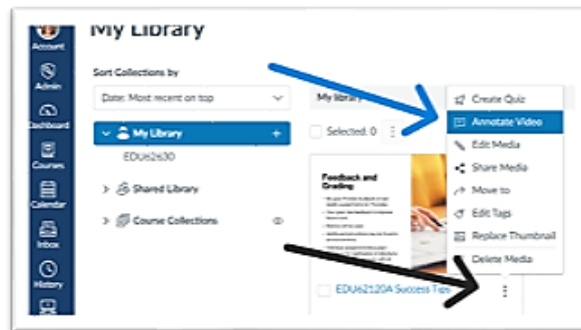 My Library
Account
Admin
Dashboard
Courses
Calendar
Inbox
History
Sort Collections by
Date: Most recent on top
My Library +
EDU62630
Shared Library
Course Collections
My library
Selected: 0
Feedback and
Grading
EDU62120A Success Tips
Create Quiz
Annotate Video
Edit Media
Share Media
Move to
Edit Tags
Replace Thumbnail
Delete Media